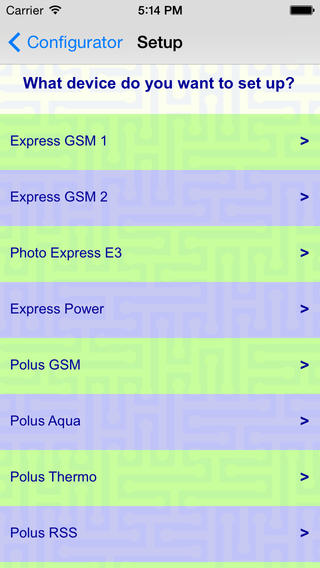 Carrier 5:14 PM
Configurator Setup
What device do you want to set up?
Express GSM 1 >
Express GSM 2 >
Photo Express E3 >
Express Power >
Polus GSM >
Polus Aqua >
Polus Thermo >
Polus RSS >